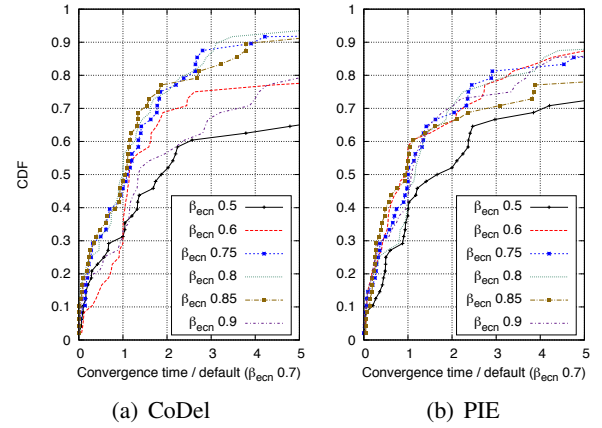 CDF
1
0.9
0.8
0.7
0.6
0.5
0.4
0.3
0.2
0.1
0
β_ecn 0.5
β_ecn 0.6
β_ecn 0.75
β_ecn 0.8
β_ecn 0.85
β_ecn 0.9
0 1 2 3 4 5
Convergence time / default (β_ecn 0.7)
(a) CoDel
1
0.9
0.8
0.7
0.6
0.5
0.4
0.3
0.2
0.1
0
β_ecn 0.5
β_ecn 0.6
β_ecn 0.75
β_ecn 0.8
β_ecn 0.85
β_ecn 0.9
0 1 2 3 4 5
Convergence time / default (β_ecn 0.7)
(b) PIE